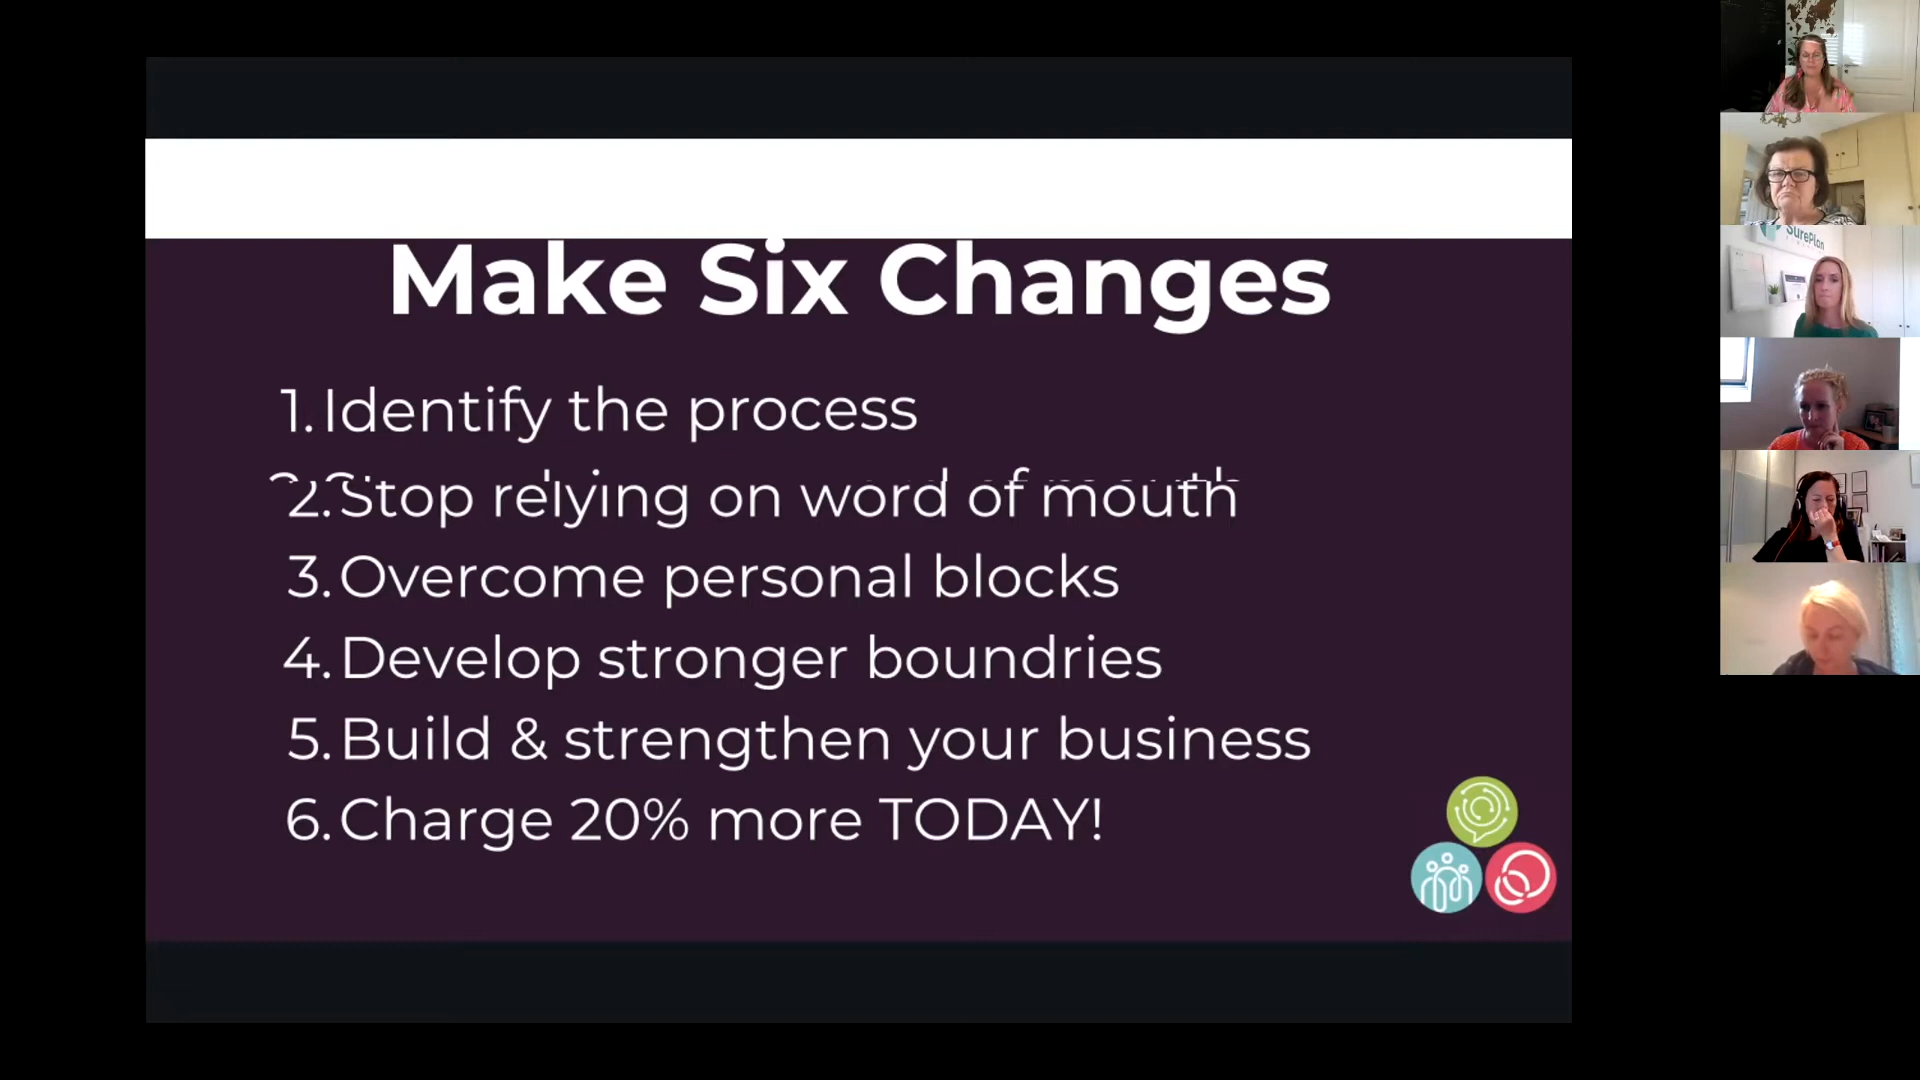 Make Six Changes
1. Identify the process
2. Stop relying on word of mouth
3. Overcome personal blocks
4. Develop stronger boundries
5. Build & strengthen your business
6. Charge 20% more TODAY!
SurePlan